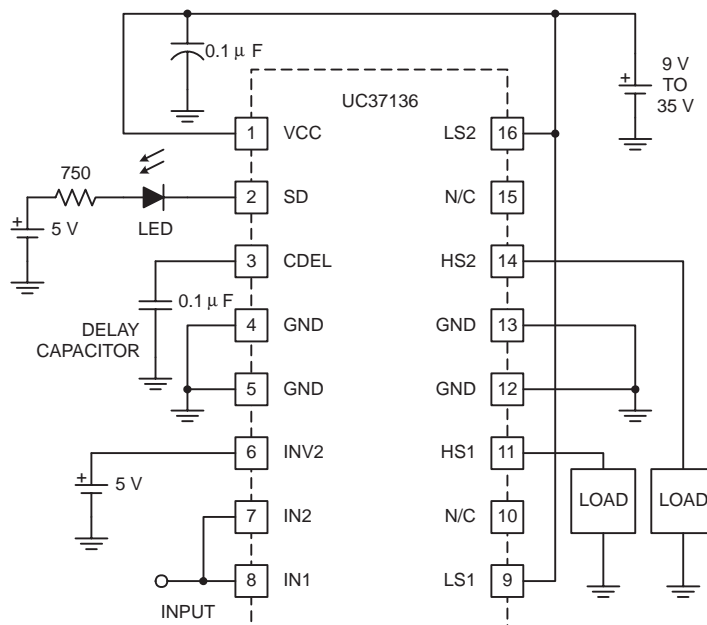 0.1 μ F
UC37136
9 V
TO
35 V
1 VCC
LS2 16
750
LED
5 V
2 SD
N/C 15
3 CDEL
HS2 14
0.1 μ F
DELAY
CAPACITOR
4 GND
GND 13
5 GND
GND 12
6 INV2
HS1 11
5 V
LOAD
LOAD
7 IN2
N/C 10
8 IN1
LS1 9
INPUT